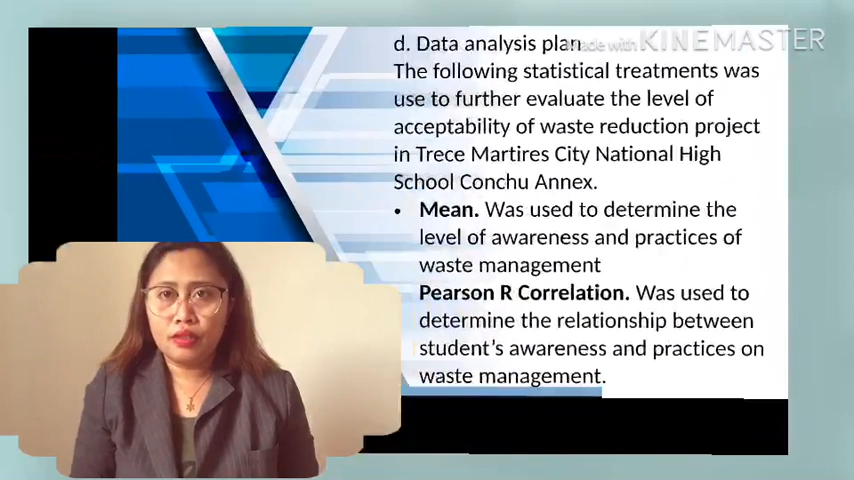 d. Data analysis plan
Made with KINEMASTER
The following statistical treatments was
use to further evaluate the level of
acceptability of waste reduction project
in Trece Martires City National High
School Conchu Annex.
• Mean. Was used to determine the
level of awareness and practices of
waste management
Pearson R Correlation. Was used to
determine the relationship between
student's awareness and practices on
waste management.